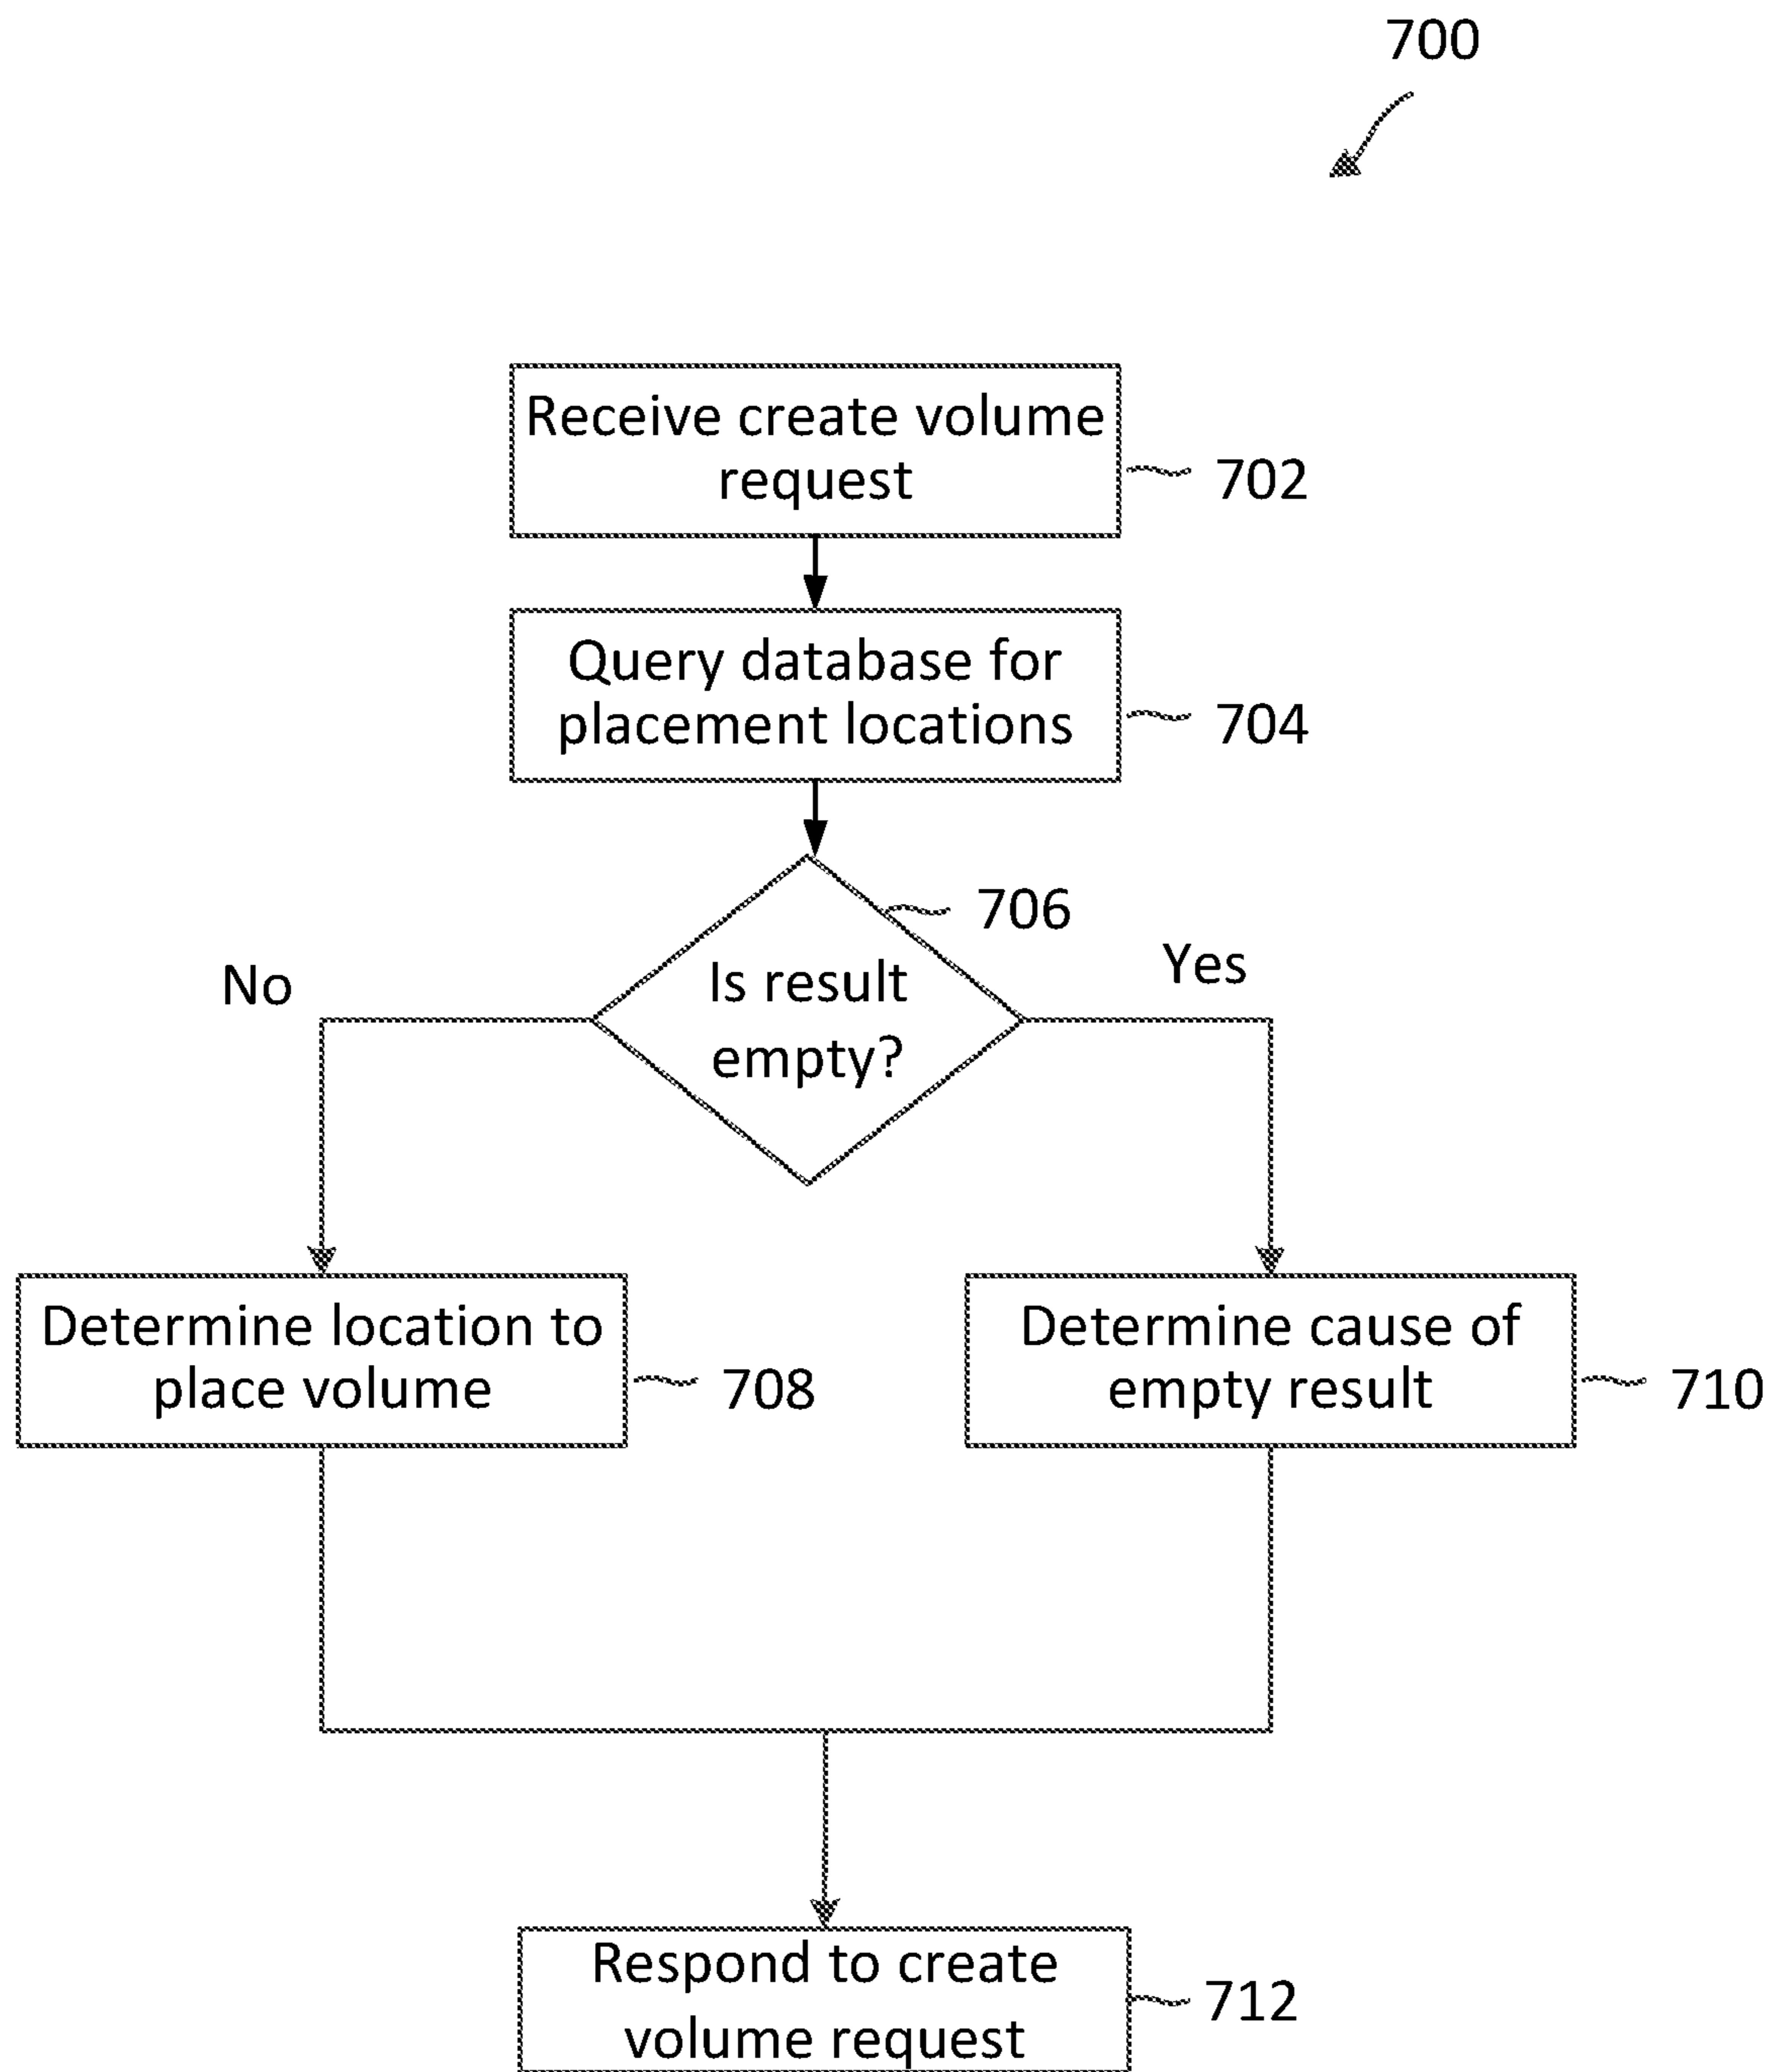 700
Receive create volume
request
702
Query database for
placement locations
704
706
No
Yes
Is result
empty?
Determine location to
place volume
708
Determine cause of
empty result
710
Respond to create
volume request
712